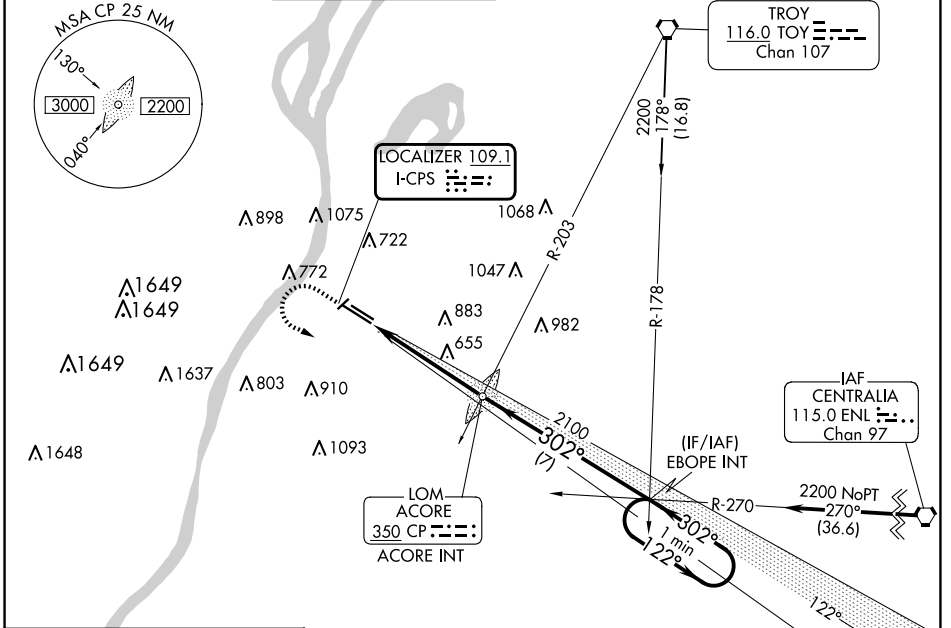 MSA CP 25 NM
130°
3000
2200
040°
TROY
116.0 TOY
Chan 107
2200
178°
(16.8)
LOCALIZER 109.1
I-CPS
898
1075
722
1068
R-203
772
1047
1649
1649
883
982
655
R-178
1649
1637
803
910
IAF
CENTRALIA
115.0 ENL
Chan 97
2100
302°
(7)
1648
1093
(IF/IAF)
EBOPE INT
LOM
ACORE
350 CP
ACORE INT
R-270
2200 NoPT
270°
(36.6)
302°
1 min
122°
122°